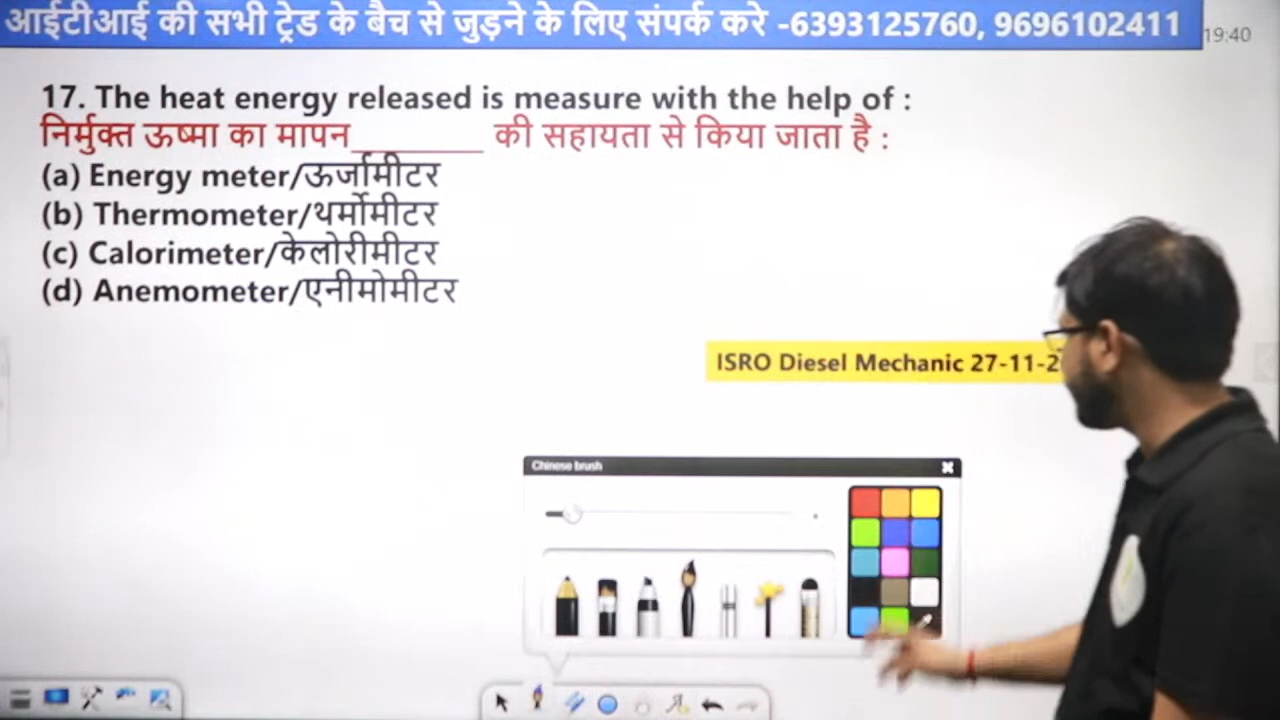 आईटीआई की सभी ट्रेड के बैच से जुड़ने के लिए संपर्क करे -6393125760, 9696102411
19:40
17. The heat energy released is measure with the help of :
निर्मुक्त ऊष्मा का मापन________ की सहायता से किया जाता है :
(a) Energy meter/ऊर्जामीटर
(b) Thermometer/थर्मोमीटर
(c) Calorimeter/केलोरीमीटर
(d) Anemometer/एनीमोमीटर
ISRO Diesel Mechanic 27-11-2
Chinese brush